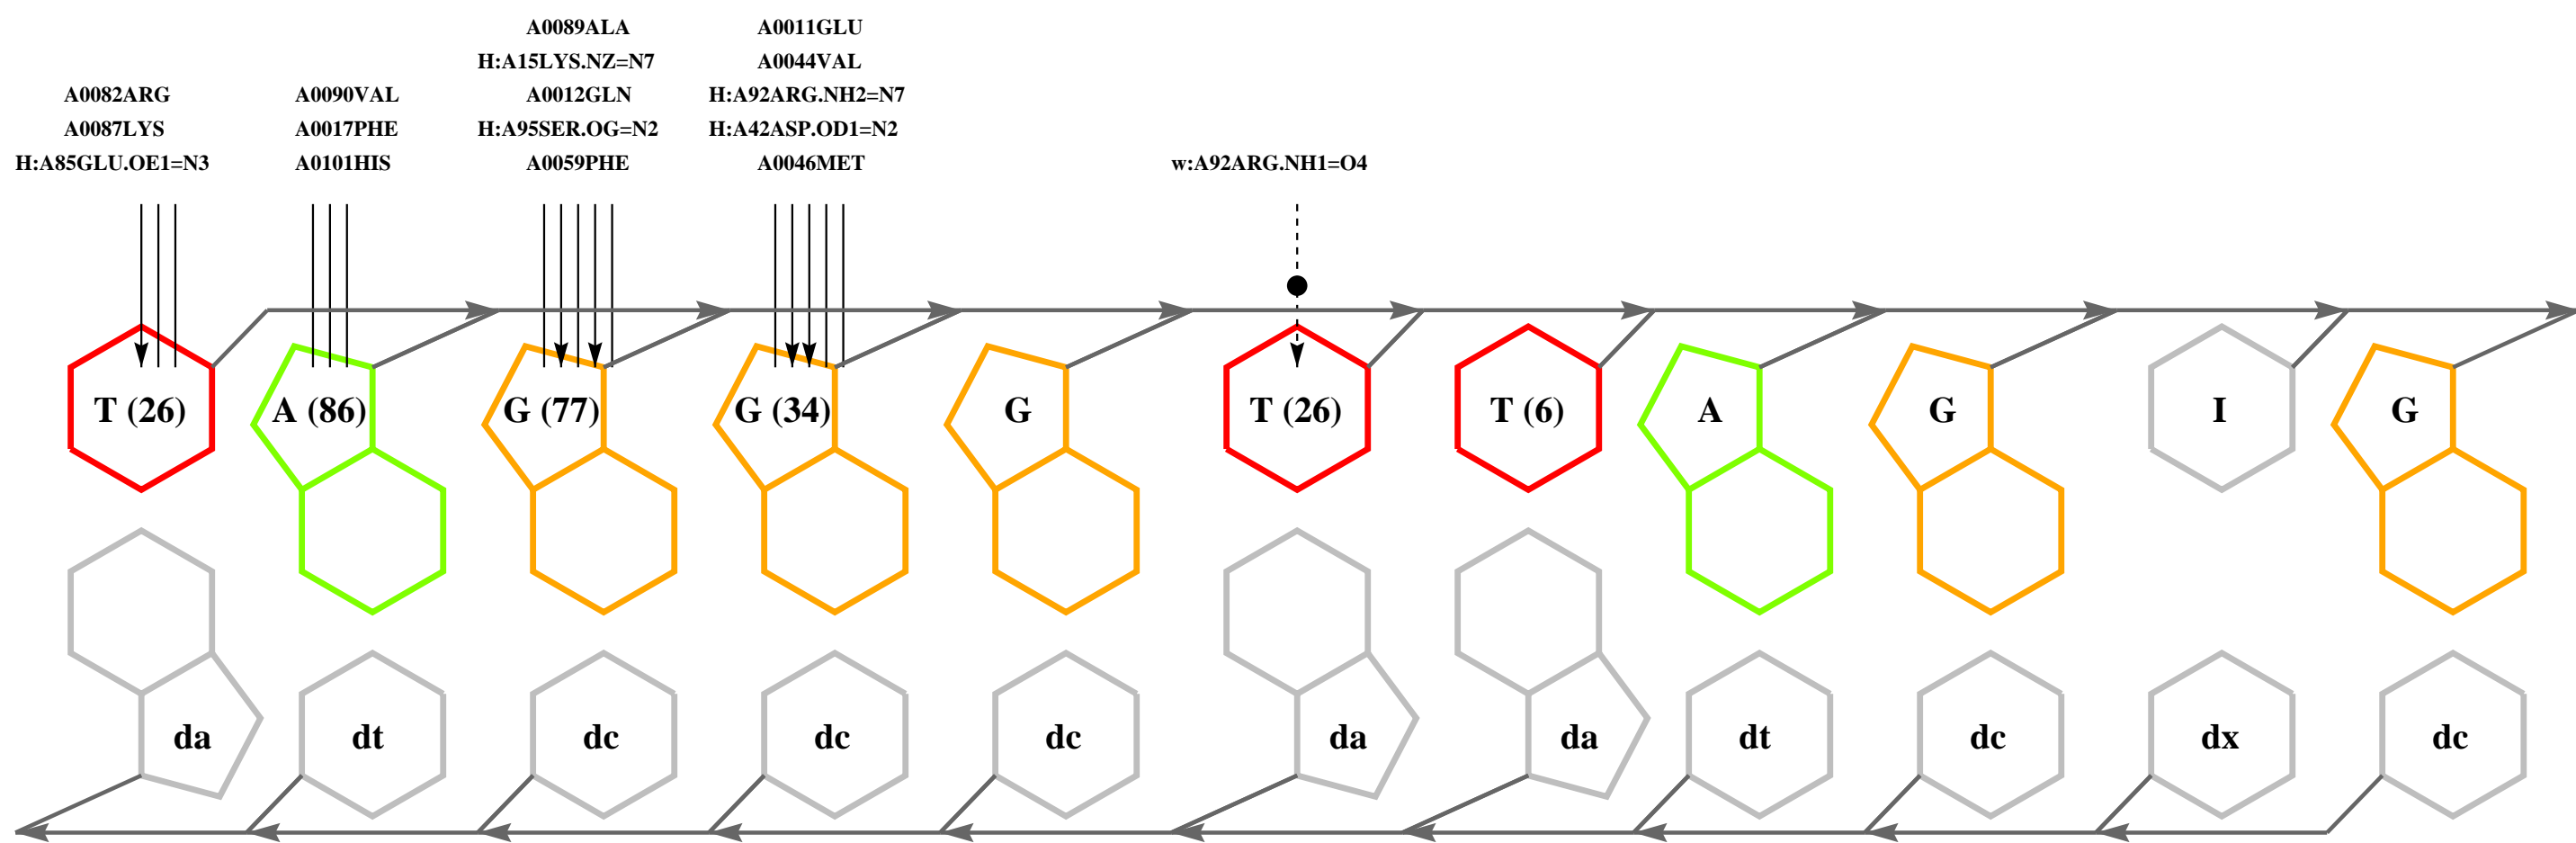 A0089ALA A0011GLU
H:A15LYS.NZ=N7 A0044VAL
A0082ARG A0090VAL A0012GLN H:A92ARG.NH2=N7
A0087LYS A0017PHE H:A95SER.OG=N2 H:A42ASP.OD1=N2
H:A85GLU.OE1=N3 A0101HIS A0059PHE A0046MET w:A92ARG.NH1=O4
T (26) A (86) G (77) G (34) G T (26) T (6) A G I G
da dt dc dc dc da da dt dc dx dc